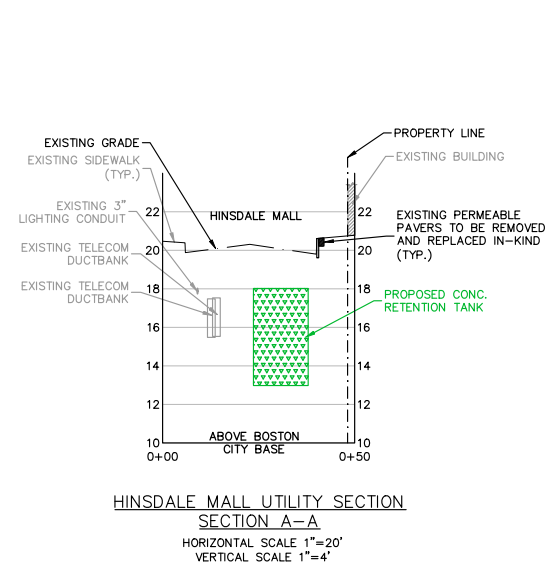 EXISTING GRADE
EXISTING SIDEWALK
(TYP.)
EXISTING 3"
LIGHTING CONDUIT
EXISTING TELECOM
DUCTBANK
EXISTING TELECOM
DUCTBANK
HINSDALE MALL
PROPERTY LINE
EXISTING BUILDING
EXISTING PERMEABLE
PAVERS TO BE REMOVED
AND REPLACED IN-KIND
(TYP.)
PROPOSED CONC.
RETENTION TANK
22 22
20 20
18 18
16 16
14 14
12 12
10 10
ABOVE BOSTON
CITY BASE
0+00 0+50
HINSDALE MALL UTILITY SECTION
SECTION A-A
HORIZONTAL SCALE 1"=20'
VERTICAL SCALE 1"=4'